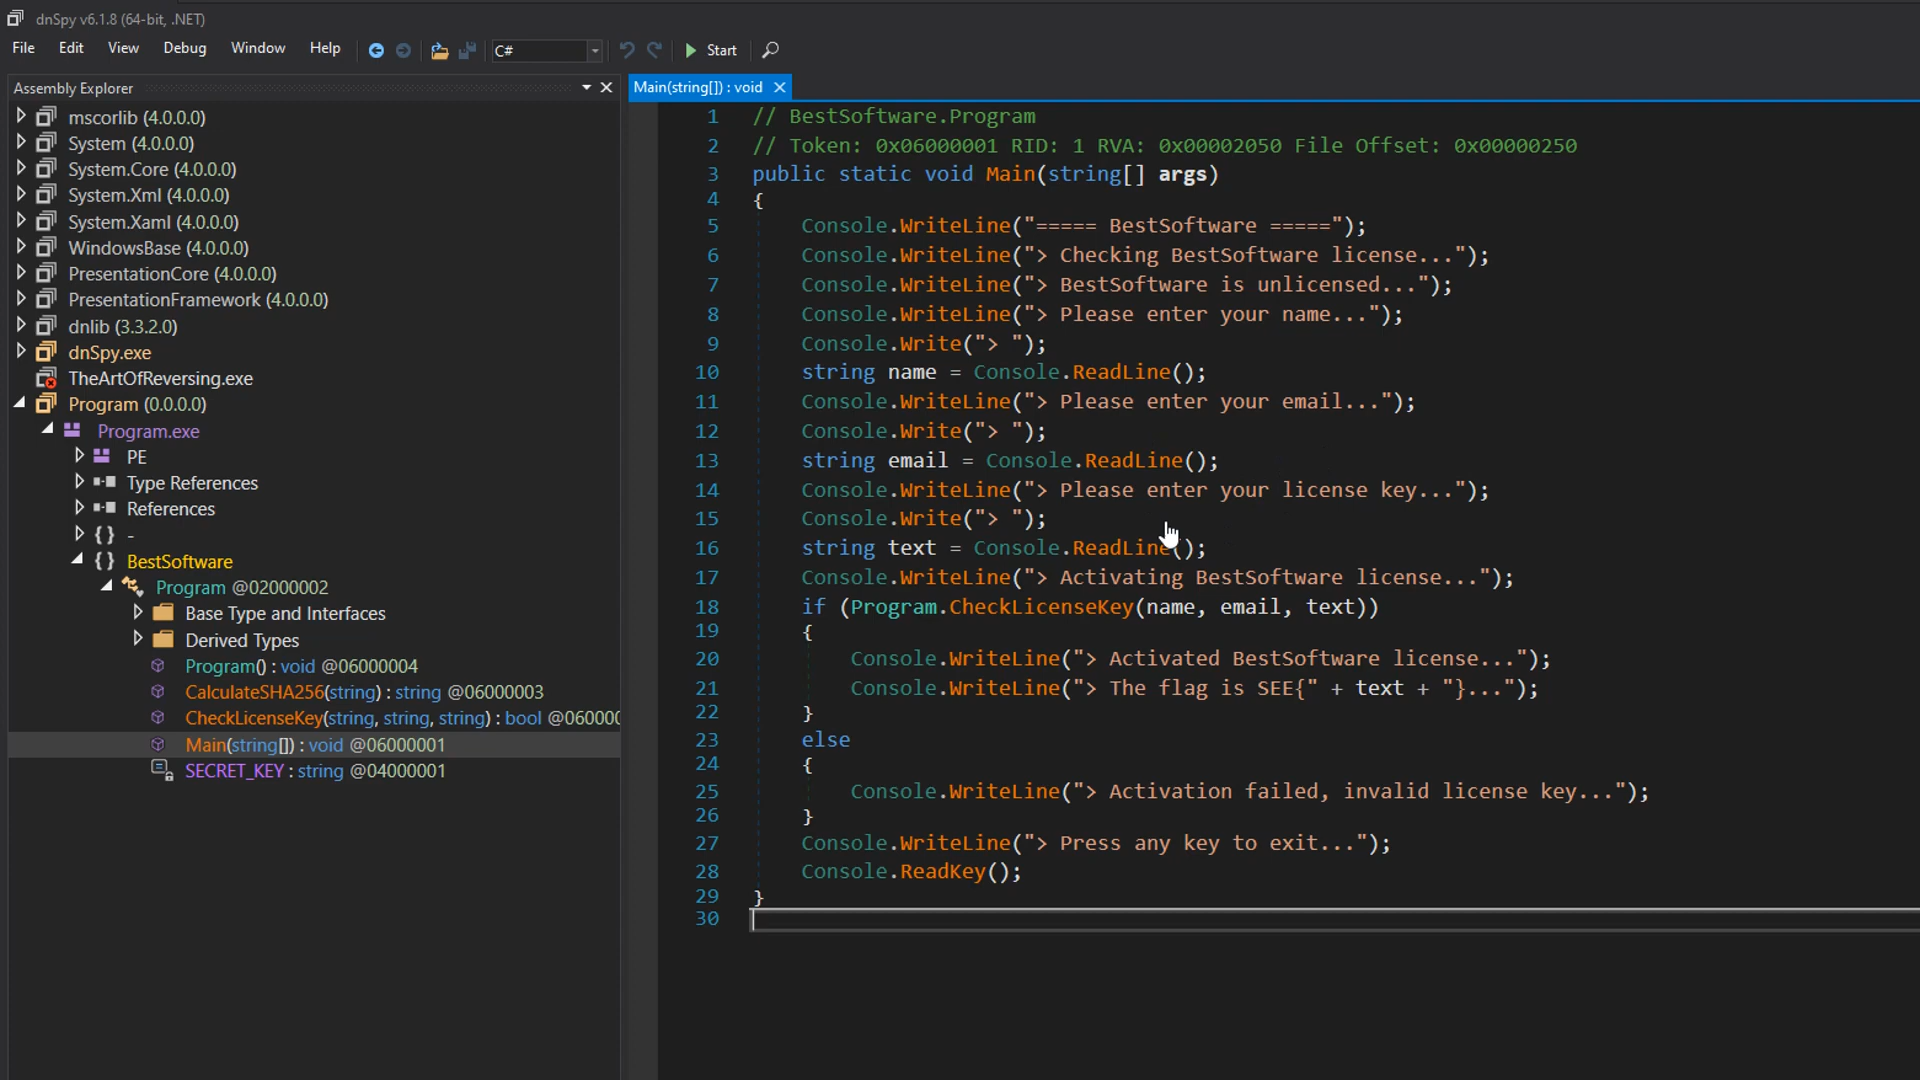 dnSpy v6.1.8 (64-bit, .NET)
File Edit View Debug Window Help C# Start
Assembly Explorer
mscorlib (4.0.0.0)
System (4.0.0.0)
System.Core (4.0.0.0)
System.Xml (4.0.0.0)
System.Xaml (4.0.0.0)
WindowsBase (4.0.0.0)
PresentationCore (4.0.0.0)
PresentationFramework (4.0.0.0)
dnlib (3.3.2.0)
dnSpy.exe
TheArtOfReversing.exe
Program (0.0.0.0)
Program.exe
PE
Type References
References
{ } -
{ } BestSoftware
Program @02000002
Base Type and Interfaces
Derived Types
Program() : void @06000004
CalculateSHA256(string) : string @06000003
CheckLicenseKey(string, string, string) : bool @06000
Main(string[]) : void @06000001
SECRET_KEY : string @04000001
Main(string[]) : void
1 // BestSoftware.Program
2 // Token: 0x06000001 RID: 1 RVA: 0x00002050 File Offset: 0x00000250
3 public static void Main(string[] args)
4 {
5 Console.WriteLine("===== BestSoftware =====");
6 Console.WriteLine("> Checking BestSoftware license...");
7 Console.WriteLine("> BestSoftware is unlicensed...");
8 Console.WriteLine("> Please enter your name...");
9 Console.Write("> ");
10 string name = Console.ReadLine();
11 Console.WriteLine("> Please enter your email...");
12 Console.Write("> ");
13 string email = Console.ReadLine();
14 Console.WriteLine("> Please enter your license key...");
15 Console.Write("> ");
16 string text = Console.ReadLine();
17 Console.WriteLine("> Activating BestSoftware license...");
18 if (Program.CheckLicenseKey(name, email, text))
19 {
20 Console.WriteLine("> Activated BestSoftware license...");
21 Console.WriteLine("> The flag is SEE{" + text + "}...");
22 }
23 else
24 {
25 Console.WriteLine("> Activation failed, invalid license key...");
26 }
27 Console.WriteLine("> Press any key to exit...");
28 Console.ReadKey();
29 }
30